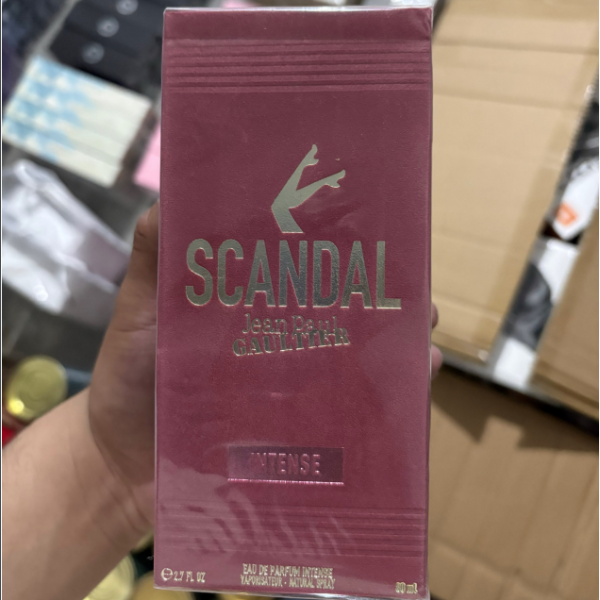 SCANDAL
Jean Paul
GAULTIER
INTENSE
℮ 2.7 FL OZ
EAU DE PARFUM INTENSE
VAPORISATEUR - NATURAL SPRAY
80 ml